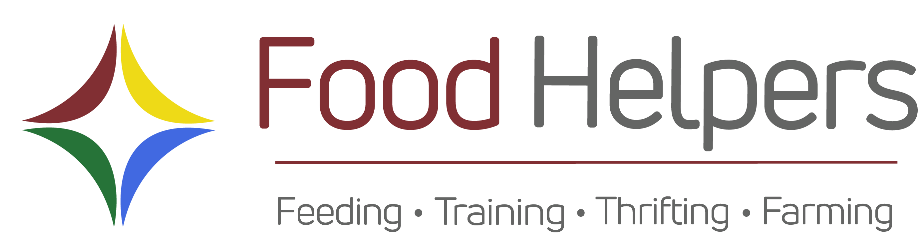 Food Helpers
Feeding • Training • Thrifting • Farming